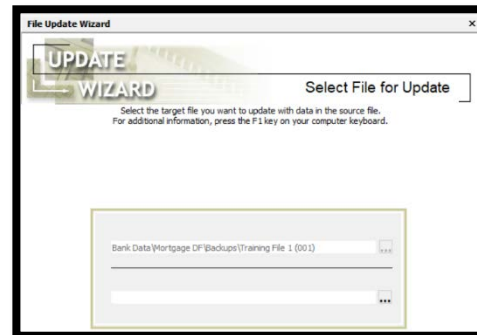 File Update Wizard
UPDATE
WIZARD
Select File for Update
Select the target file you want to update with data in the source file.
For additional information, press the F1 key on your computer keyboard.
Bank Data\Mortgage DF\Backups\Training File 1 (001)
...
...